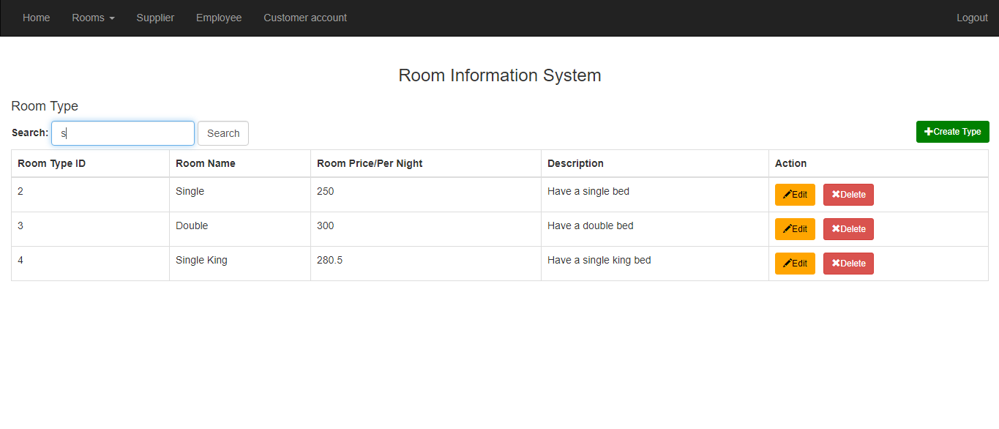 Home Rooms Supplier Employee Customer account Logout
Room Information System
Room Type
Search: s Search Create Type
Room Type ID Room Name Room Price/Per Night Description Action
2 Single 250 Have a single bed Edit Delete
3 Double 300 Have a double bed Edit Delete
4 Single King 280.5 Have a single king bed Edit Delete